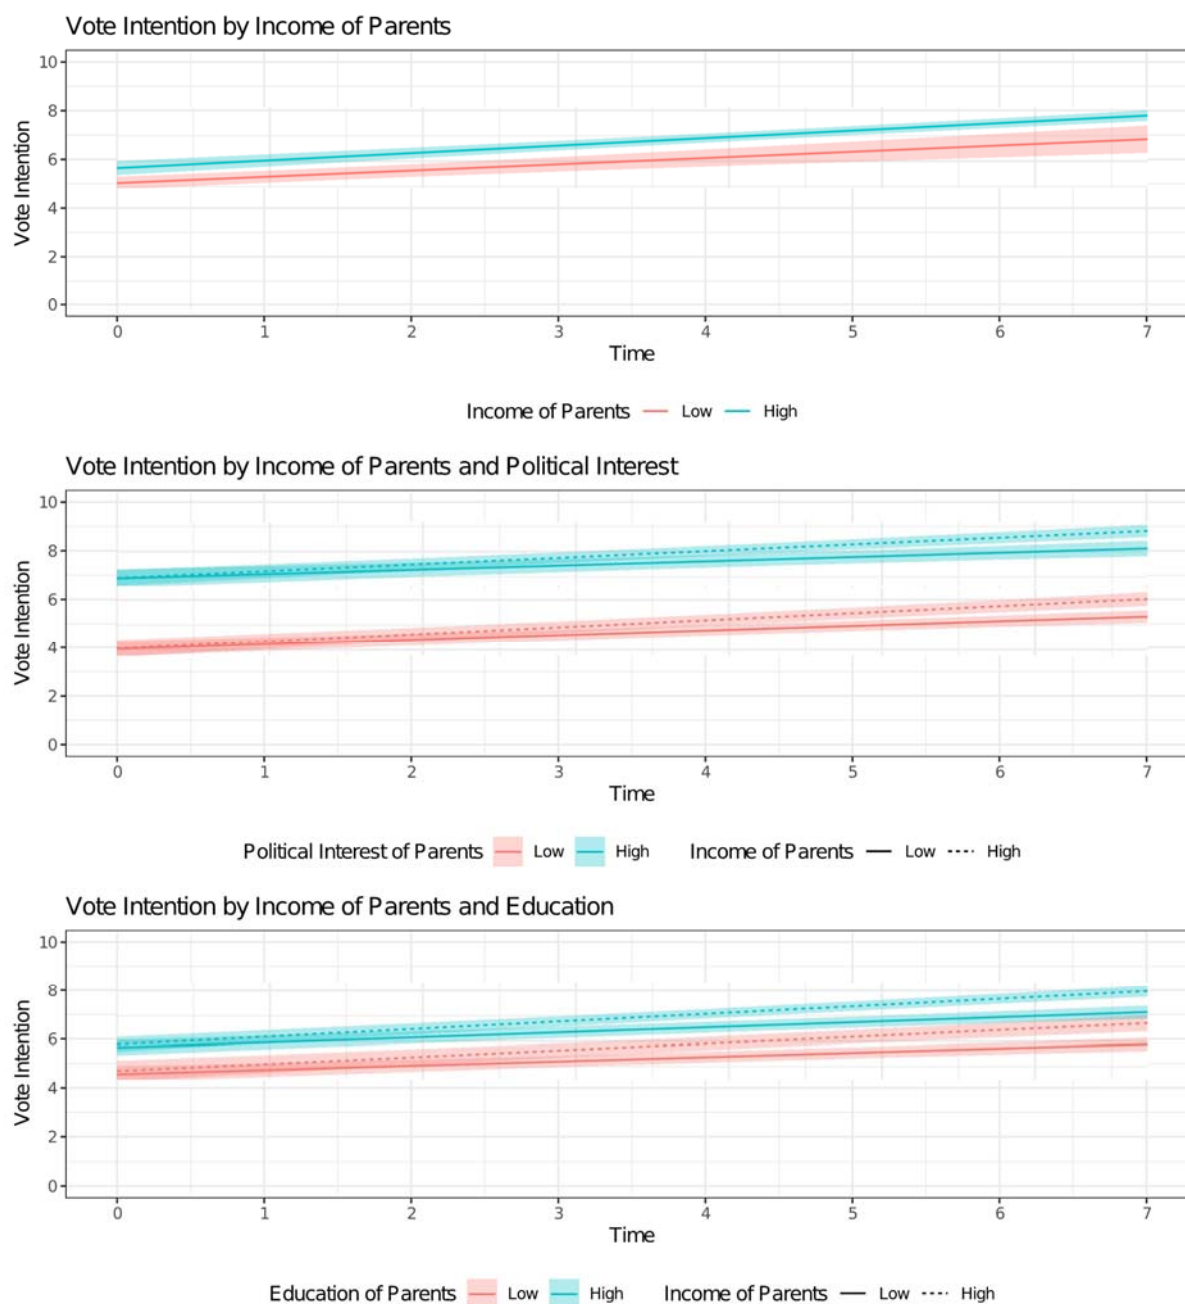 Vote Intention by Income of Parents
10
8
6
4
2
0
Vote Intention
0 1 2 3 4 5 6 7
Time
Income of Parents Low High
Vote Intention by Income of Parents and Political Interest
10
8
6
4
2
0
Vote Intention
0 1 2 3 4 5 6 7
Time
Political Interest of Parents Low High Income of Parents Low High
Vote Intention by Income of Parents and Education
10
8
6
4
2
0
Vote Intention
0 1 2 3 4 5 6 7
Time
Education of Parents Low High Income of Parents Low High